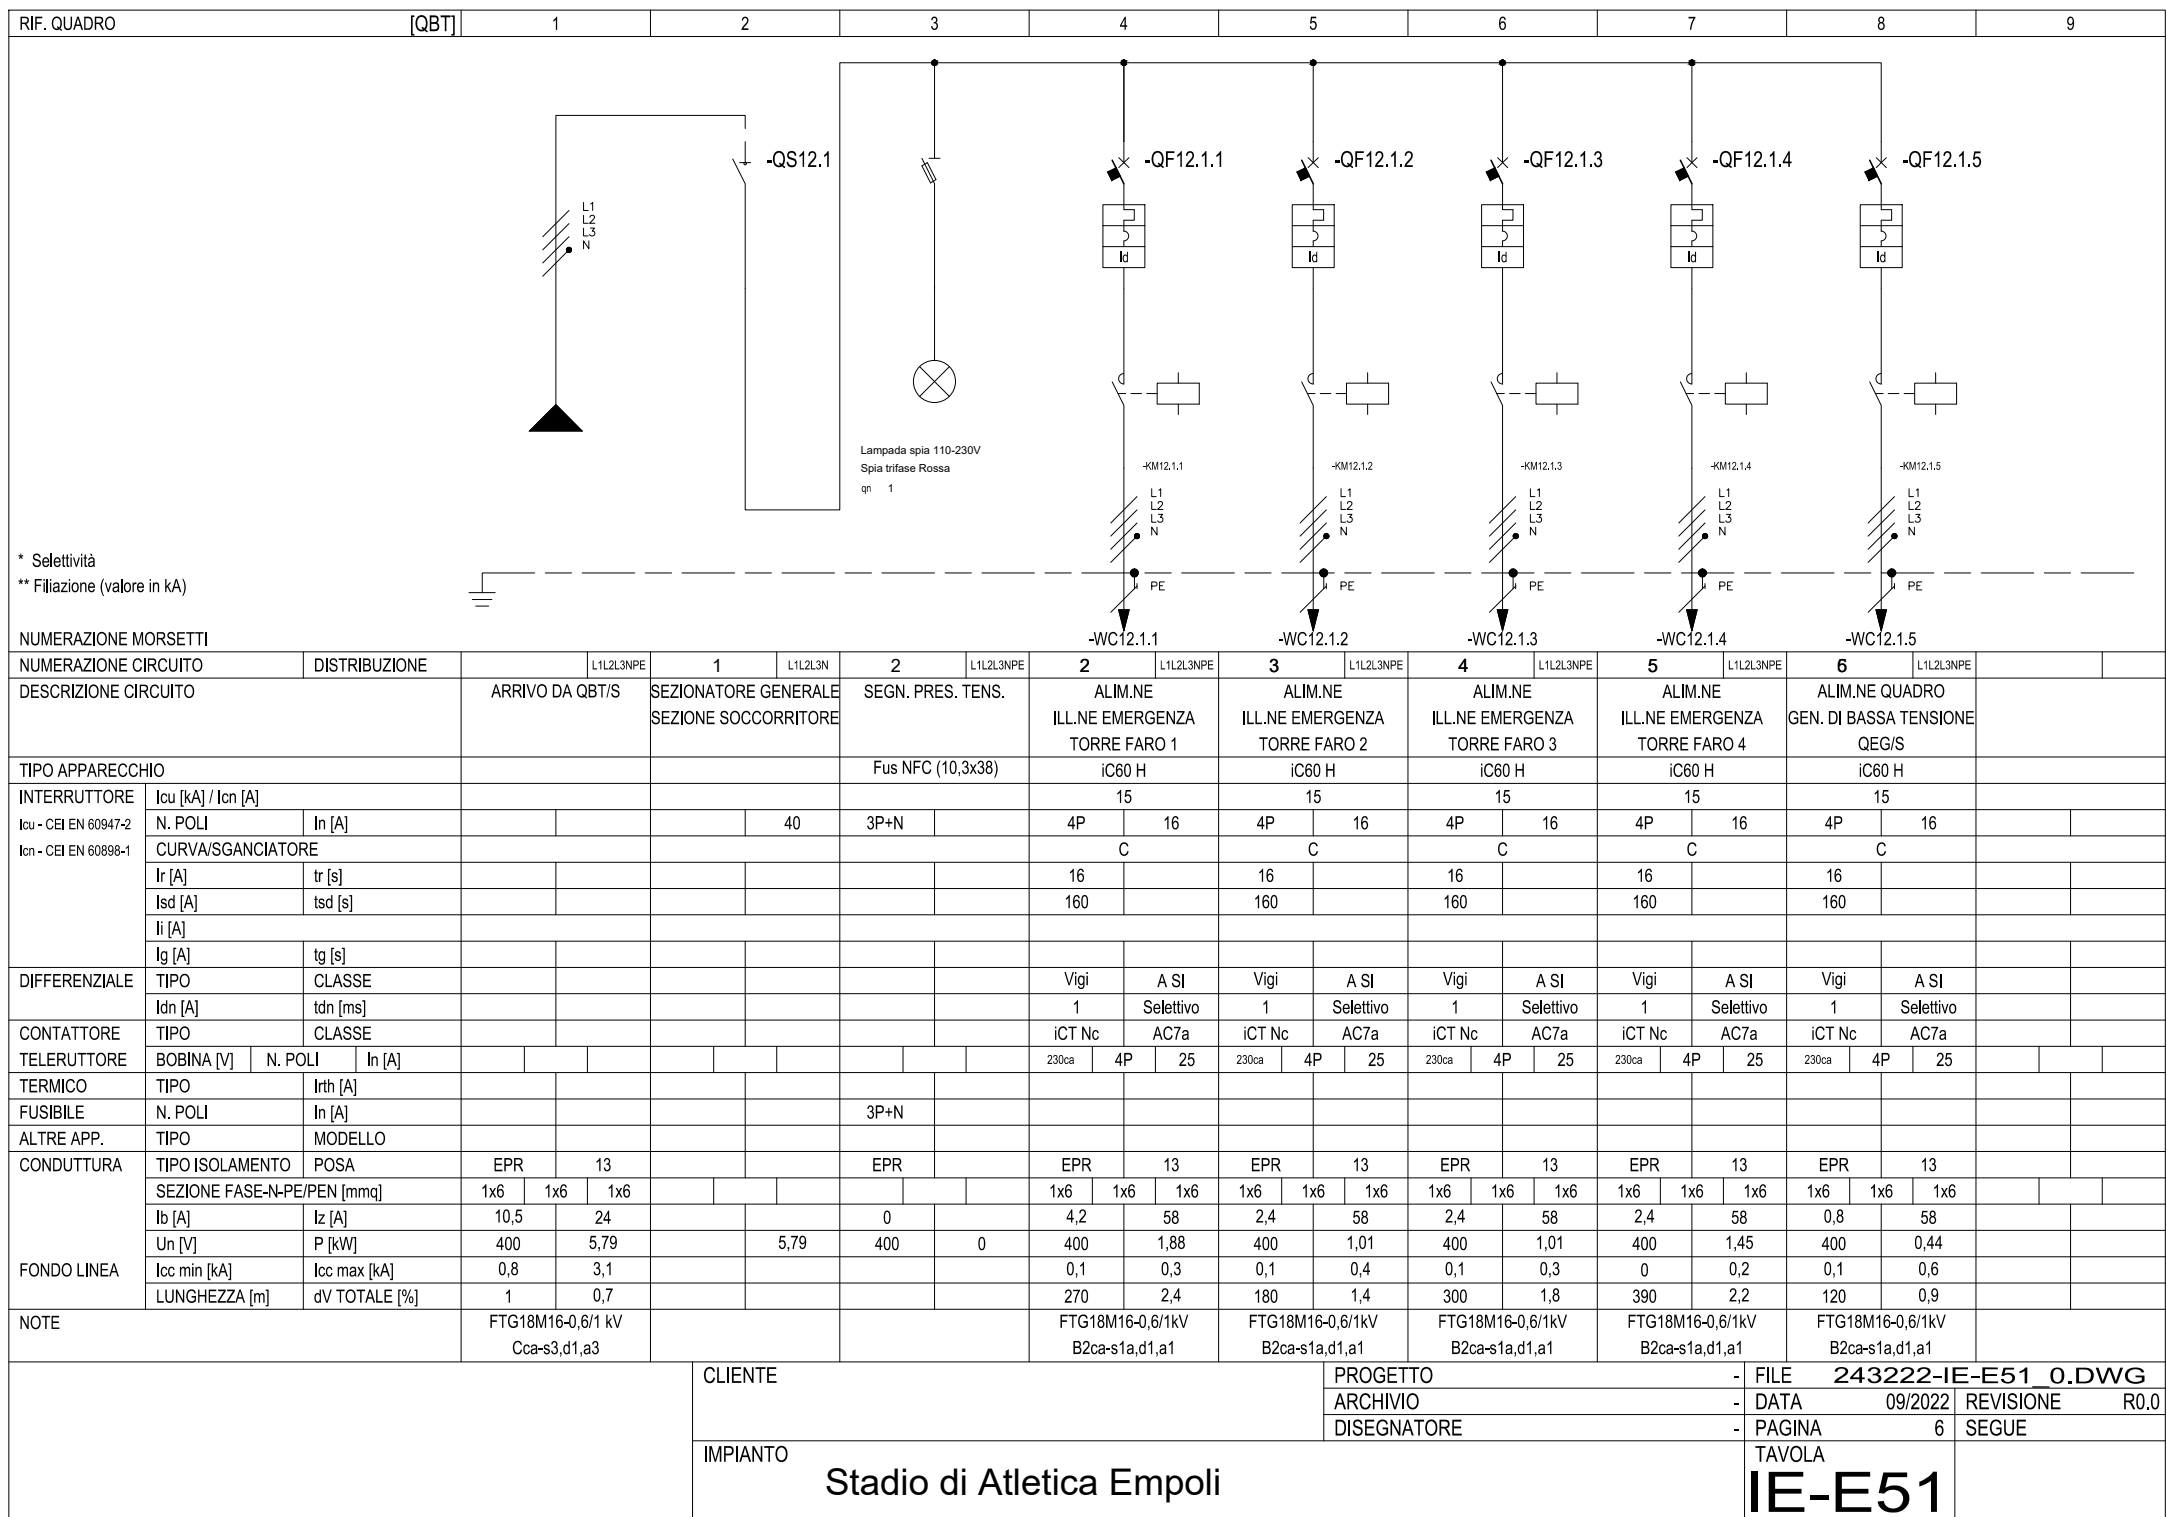 RIF. QUADRO [QBT] 1 2 3 4 5 6 7 8 9
-QS12.1 -QF12.1.1 -QF12.1.2 -QF12.1.3 -QF12.1.4 -QF12.1.5
L1
L2
L3
N
Id Id Id Id Id
Lampada spia 110-230V
Spia trifase Rossa
qn 1
-KM12.1.1 -KM12.1.2 -KM12.1.3 -KM12.1.4 -KM12.1.5
L1 L1 L1 L1 L1
L2 L2 L2 L2 L2
L3 L3 L3 L3 L3
N N N N N
* Selettività
** Filiazione (valore in kA)
PE PE PE PE PE
NUMERAZIONE MORSETTI -WC12.1.1 -WC12.1.2 -WC12.1.3 -WC12.1.4 -WC12.1.5
NUMERAZIONE CIRCUITO DISTRIBUZIONE L1L2L3NPE 1 L1L2L3N 2 L1L2L3NPE 2 L1L2L3NPE 3 L1L2L3NPE 4 L1L2L3NPE 5 L1L2L3NPE 6 L1L2L3NPE
DESCRIZIONE CIRCUITO ARRIVO DA QBT/S SEZIONATORE GENERALE SEGN. PRES. TENS. ALIM.NE ALIM.NE ALIM.NE ALIM.NE ALIM.NE QUADRO
SEZIONE SOCCORRITORE ILL.NE EMERGENZA ILL.NE EMERGENZA ILL.NE EMERGENZA ILL.NE EMERGENZA GEN. DI BASSA TENSIONE
TORRE FARO 1 TORRE FARO 2 TORRE FARO 3 TORRE FARO 4 QEG/S
TIPO APPARECCHIO Fus NFC (10,3x38) iC60 H iC60 H iC60 H iC60 H iC60 H
INTERRUTTORE Icu [kA] / Icn [A] 15 15 15 15 15
Icu - CEI EN 60947-2 N. POLI In [A] 40 3P+N 4P 16 4P 16 4P 16 4P 16 4P 16
Icn - CEI EN 60898-1 CURVA/SGANCIATORE C C C C C
Ir [A] tr [s] 16 16 16 16 16
Isd [A] tsd [s] 160 160 160 160 160
Ii [A]
Ig [A] tg [s]
DIFFERENZIALE TIPO CLASSE Vigi A SI Vigi A SI Vigi A SI Vigi A SI Vigi A SI
Idn [A] tdn [ms] 1 Selettivo 1 Selettivo 1 Selettivo 1 Selettivo 1 Selettivo
CONTATTORE TIPO CLASSE iCT Nc AC7a iCT Nc AC7a iCT Nc AC7a iCT Nc AC7a iCT Nc AC7a
TELERUTTORE BOBINA [V] N. POLI In [A] 230ca 4P 25 230ca 4P 25 230ca 4P 25 230ca 4P 25 230ca 4P 25
TERMICO TIPO Irth [A]
FUSIBILE N. POLI In [A] 3P+N
ALTRE APP. TIPO MODELLO
CONDUTTURA TIPO ISOLAMENTO POSA EPR 13 EPR EPR 13 EPR 13 EPR 13 EPR 13 EPR 13
SEZIONE FASE-N-PE/PEN [mmq] 1x6 1x6 1x6 1x6 1x6 1x6 1x6 1x6 1x6 1x6 1x6 1x6 1x6 1x6 1x6 1x6 1x6 1x6
Ib [A] Iz [A] 10,5 24 0 4,2 58 2,4 58 2,4 58 2,4 58 0,8 58
Un [V] P [kW] 400 5,79 5,79 400 0 400 1,88 400 1,01 400 1,01 400 1,45 400 0,44
FONDO LINEA Icc min [kA] Icc max [kA] 0,8 3,1 0,1 0,3 0,1 0,4 0,1 0,3 0 0,2 0,1 0,6
LUNGHEZZA [m] dV TOTALE [%] 1 0,7 270 2,4 180 1,4 300 1,8 390 2,2 120 0,9
NOTE FTG18M16-0,6/1 kV FTG18M16-0,6/1kV FTG18M16-0,6/1kV FTG18M16-0,6/1kV FTG18M16-0,6/1kV FTG18M16-0,6/1kV
Cca-s3,d1,a3 B2ca-s1a,d1,a1 B2ca-s1a,d1,a1 B2ca-s1a,d1,a1 B2ca-s1a,d1,a1 B2ca-s1a,d1,a1
CLIENTE PROGETTO - FILE 243222-IE-E51_0.DWG
ARCHIVIO - DATA 09/2022 REVISIONE R0.0
DISEGNATORE - PAGINA 6 SEGUE
IMPIANTO TAVOLA
Stadio di Atletica Empoli IE-E51